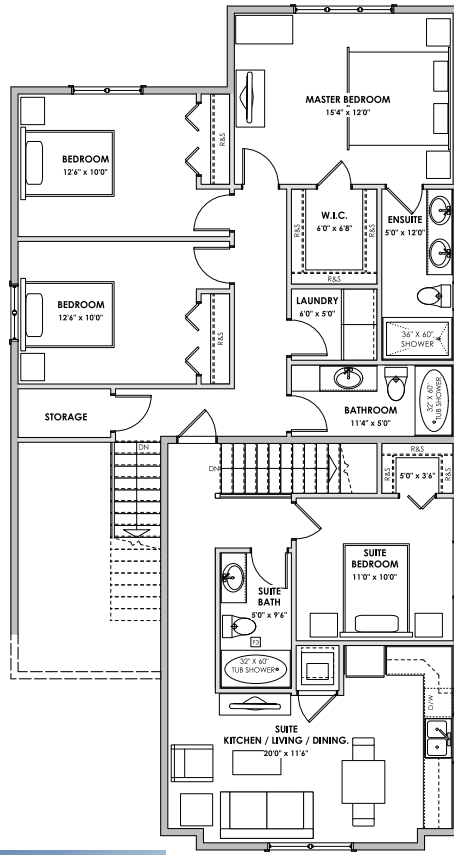 MASTER BEDROOM
15'4" x 12'0"
R&S
BEDROOM
12'6" x 10'0"
W.I.C.
6'0" x 6'8"
R&S
R&S
R&S
ENSUITE
5'0" x 12'0"
BEDROOM
12'6" x 10'0"
R&S
LAUNDRY
6'0" x 5'0"
36" X 60"
SHOWER
STORAGE
BATHROOM
11'4" x 5'0"
32" X 60"
TUB SHOWER
DN
DN
R&S
R&S
R&S
5'0" x 3'6"
SUITE
BEDROOM
11'0" x 10'0"
SUITE
BATH
5'0" x 9'6"
F3
32" X 60"
TUB SHOWER
D/W
SUITE
KITCHEN / LIVING / DINING.
20'0" x 11'6"